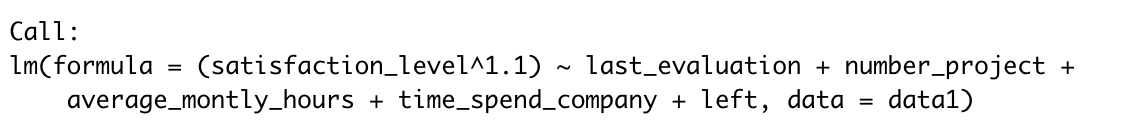 Call:
lm(formula = (satisfaction_level^1.1) ~ last_evaluation + number_project +
    average_montly_hours + time_spend_company + left, data = data1)